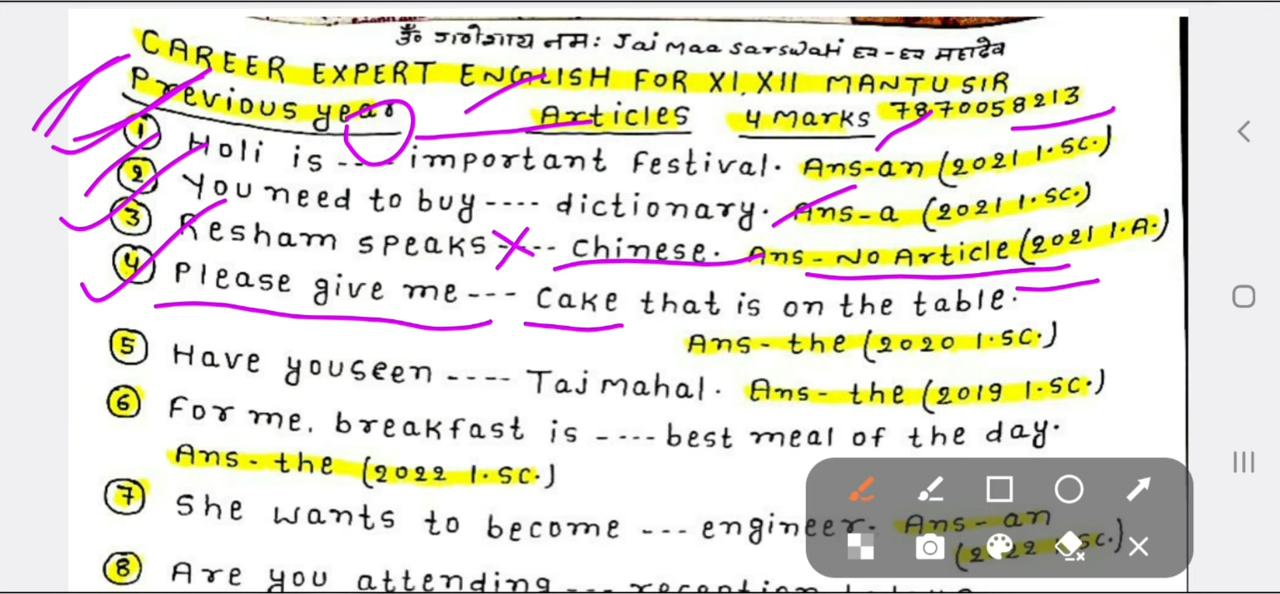 ॐ गणेशाय नमः Jai maa sarswati हर-हर महादेव
CAREER EXPERT ENGLISH FOR XI, XII MANTU SIR
Previous year Articles 4 Marks 7870058213
① Holi is ---- important festival. Ans-an (2021 I.SC.)
② You need to buy ---- dictionary. Ans-a (2021 I.SC.)
③ Resham speaks ---- Chinese. Ans-No Article (2021 I.A.)
④ Please give me --- Cake that is on the table.
Ans- the (2020 I.SC.)
⑤ Have you seen ---- Taj mahal. Ans- the (2019 I.SC.)
⑥ For me, breakfast is ---- best meal of the day.
Ans- the (2022 I.SC.)
⑦ She wants to become --- engineer. Ans- an
(2022 I.SC.)
⑧ Are you attending --- reception